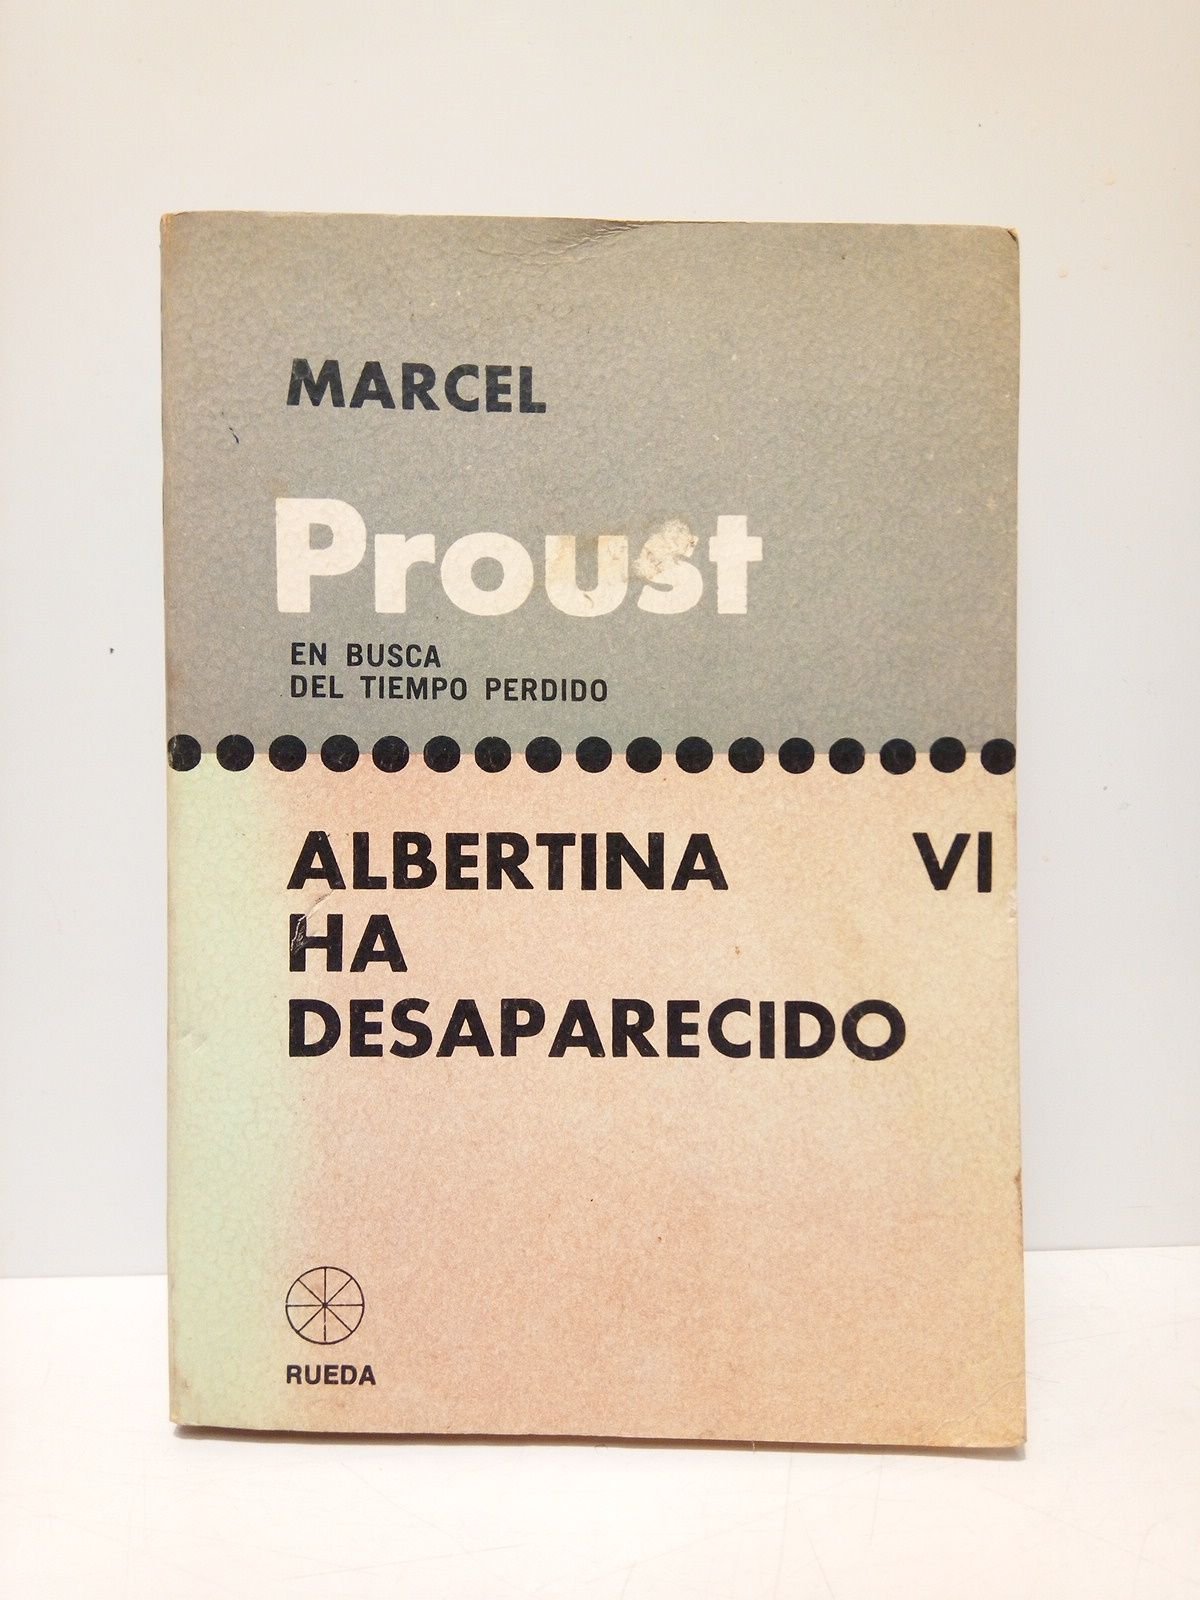 MARCEL
Proust
EN BUSCA
DEL TIEMPO PERDIDO
ALBERTINA VI
HA
DESAPARECIDO
RUEDA